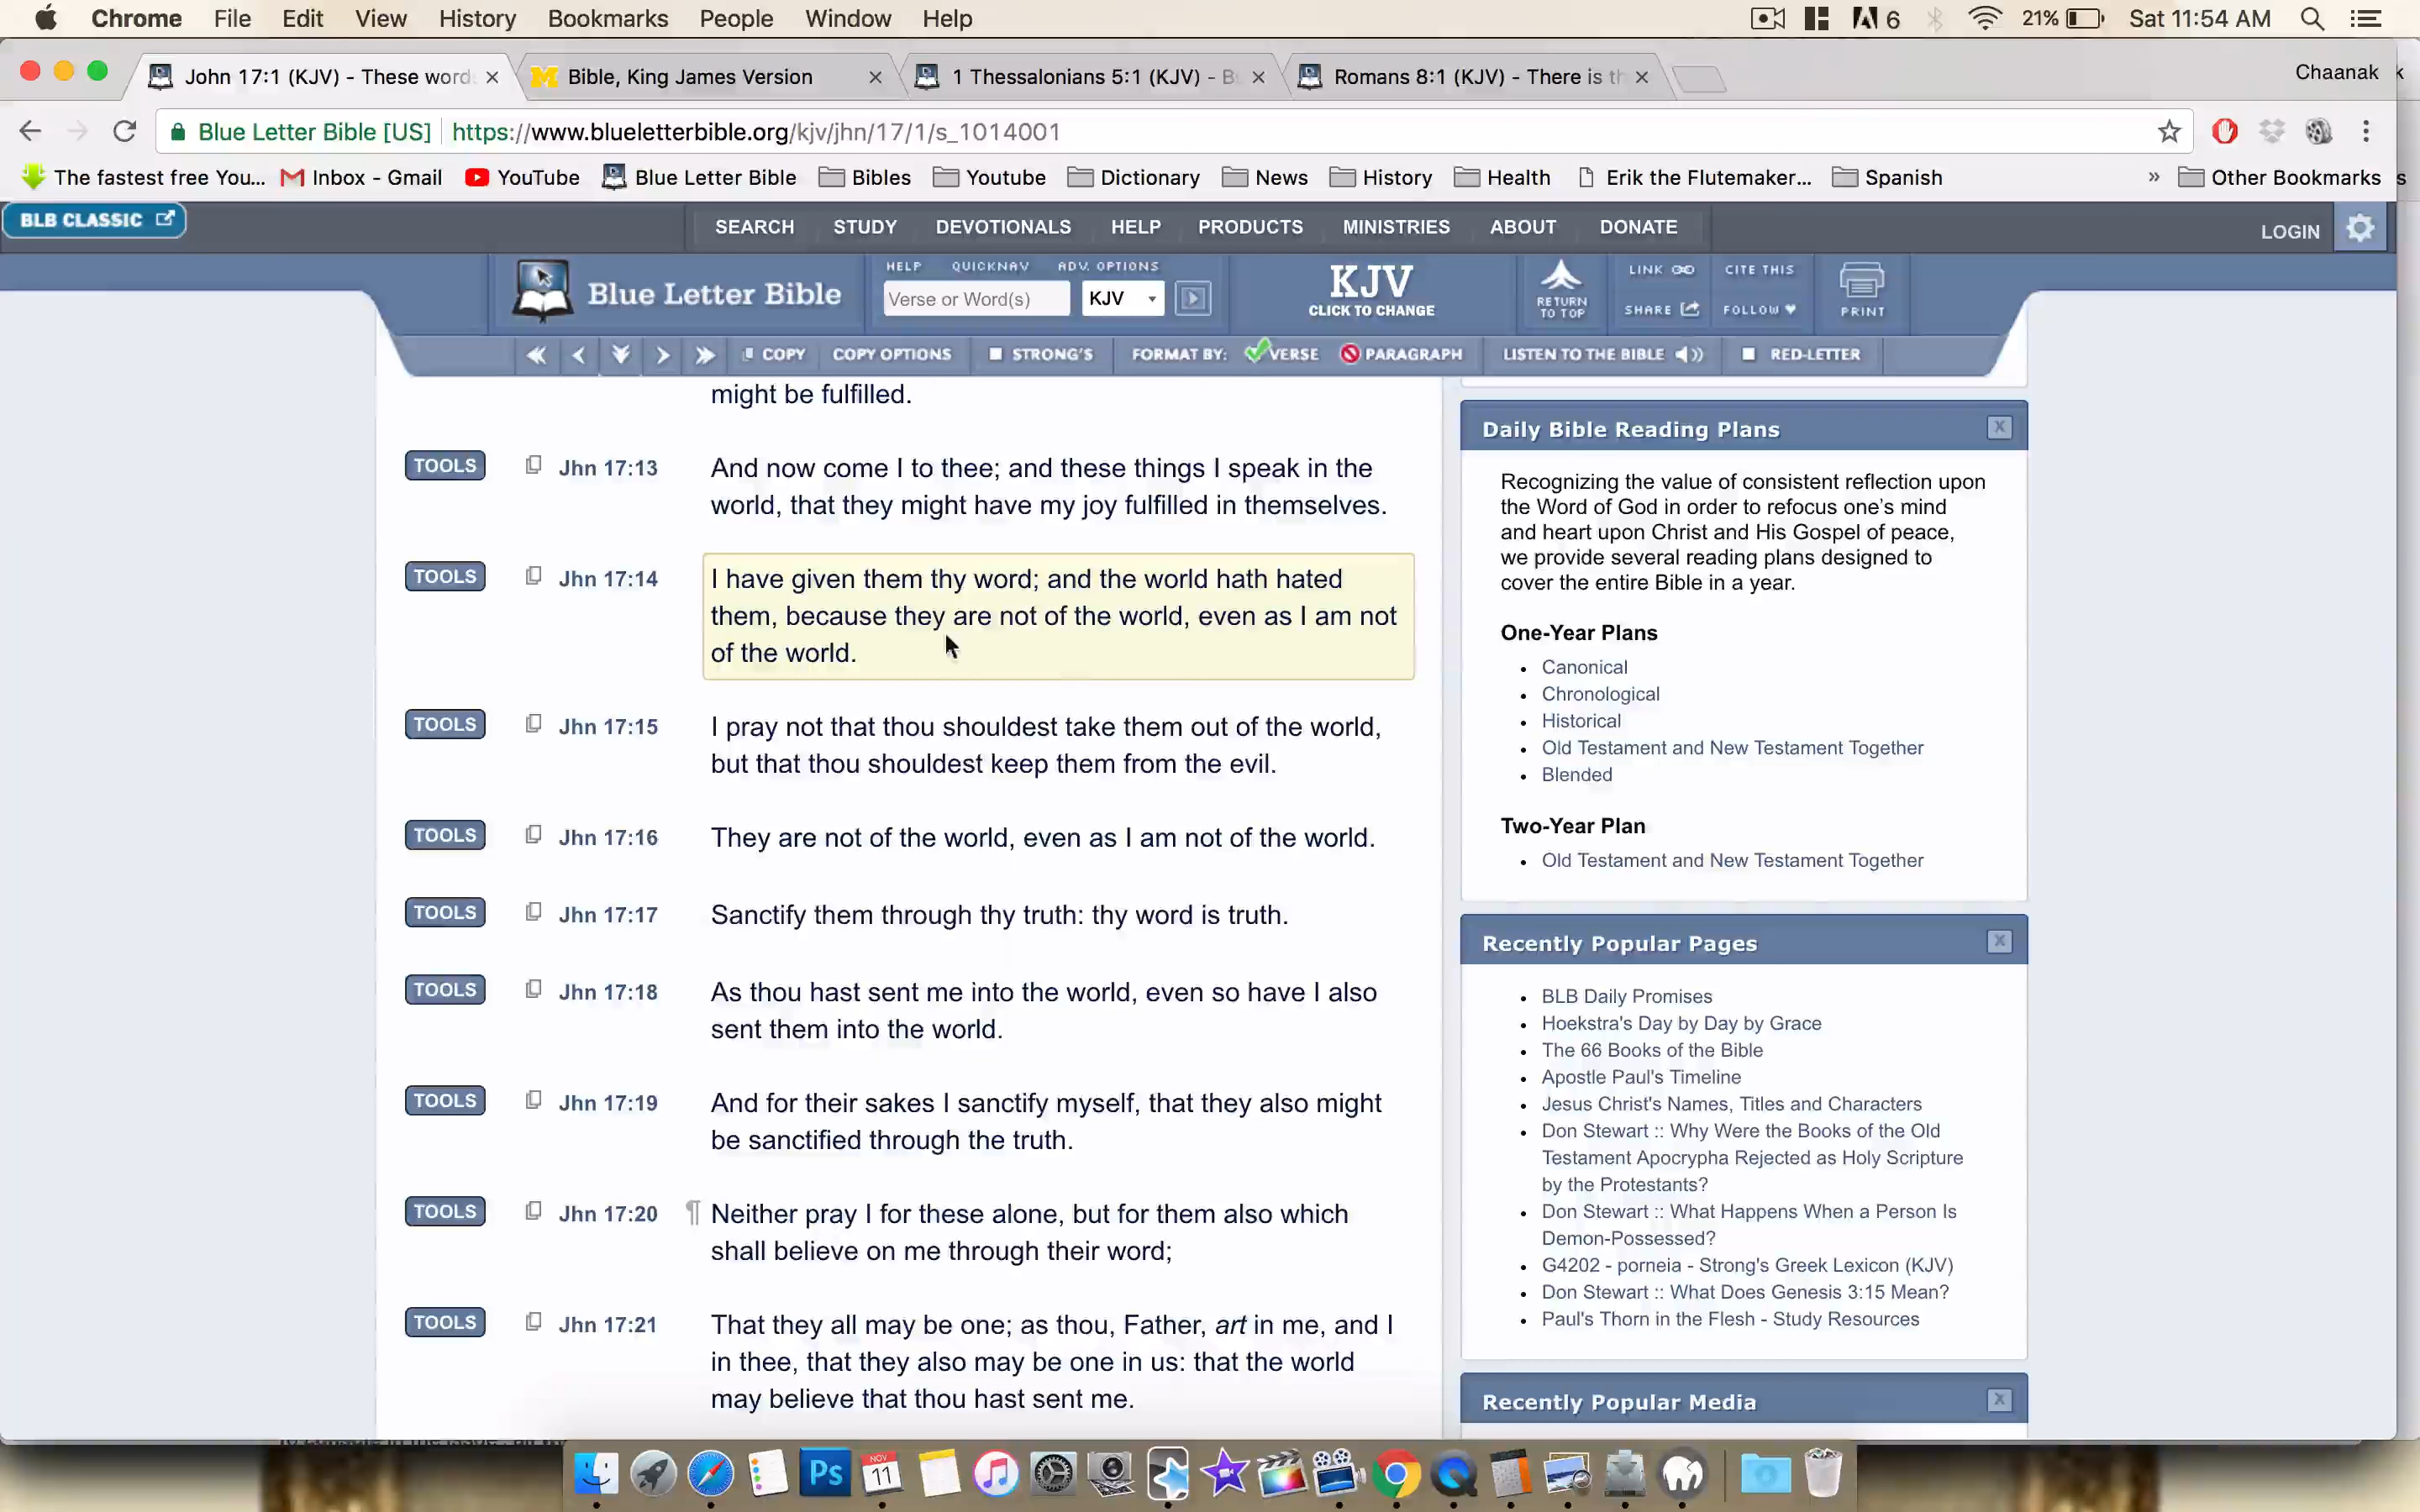 Chrome File Edit View History Bookmarks People Window Help 6 21% Sat 11:54 AM
John 17:1 (KJV) - These word Bible, King James Version 1 Thessalonians 5:1 (KJV) - B Romans 8:1 (KJV) - There is th Chaanak k
Blue Letter Bible [US] https://www.blueletterbible.org/kjv/jhn/17/1/s_1014001
The fastest free You... Inbox - Gmail YouTube Blue Letter Bible Bibles Youtube Dictionary News History Health Erik the Flutemaker... Spanish » Other Bookmarks s
BLB CLASSIC SEARCH STUDY DEVOTIONALS HELP PRODUCTS MINISTRIES ABOUT DONATE LOGIN
HELP QUICKNAV ADV. OPTIONS
Blue Letter Bible Verse or Word(s) KJV
KJV
CLICK TO CHANGE
RETURN
TO TOP
LINK CITE THIS
SHARE FOLLOW
PRINT
COPY COPY OPTIONS STRONG'S FORMAT BY: VERSE PARAGRAPH LISTEN TO THE BIBLE RED-LETTER
might be fulfilled.
TOOLS Jhn 17:13 And now come I to thee; and these things I speak in the
world, that they might have my joy fulfilled in themselves.
TOOLS Jhn 17:14 I have given them thy word; and the world hath hated
them, because they are not of the world, even as I am not
of the world.
TOOLS Jhn 17:15 I pray not that thou shouldest take them out of the world,
but that thou shouldest keep them from the evil.
TOOLS Jhn 17:16 They are not of the world, even as I am not of the world.
TOOLS Jhn 17:17 Sanctify them through thy truth: thy word is truth.
TOOLS Jhn 17:18 As thou hast sent me into the world, even so have I also
sent them into the world.
TOOLS Jhn 17:19 And for their sakes I sanctify myself, that they also might
be sanctified through the truth.
TOOLS Jhn 17:20 ¶ Neither pray I for these alone, but for them also which
shall believe on me through their word;
TOOLS Jhn 17:21 That they all may be one; as thou, Father, art in me, and I
in thee, that they also may be one in us: that the world
may believe that thou hast sent me.
Daily Bible Reading Plans X
Recognizing the value of consistent reflection upon
the Word of God in order to refocus one's mind
and heart upon Christ and His Gospel of peace,
we provide several reading plans designed to
cover the entire Bible in a year.
One-Year Plans
• Canonical
• Chronological
• Historical
• Old Testament and New Testament Together
• Blended
Two-Year Plan
• Old Testament and New Testament Together
Recently Popular Pages X
• BLB Daily Promises
• Hoekstra's Day by Day by Grace
• The 66 Books of the Bible
• Apostle Paul's Timeline
• Jesus Christ's Names, Titles and Characters
• Don Stewart :: Why Were the Books of the Old
Testament Apocrypha Rejected as Holy Scripture
by the Protestants?
• Don Stewart :: What Happens When a Person Is
Demon-Possessed?
• G4202 - porneia - Strong's Greek Lexicon (KJV)
• Don Stewart :: What Does Genesis 3:15 Mean?
• Paul's Thorn in the Flesh - Study Resources
Recently Popular Media X
Ps NOV
11